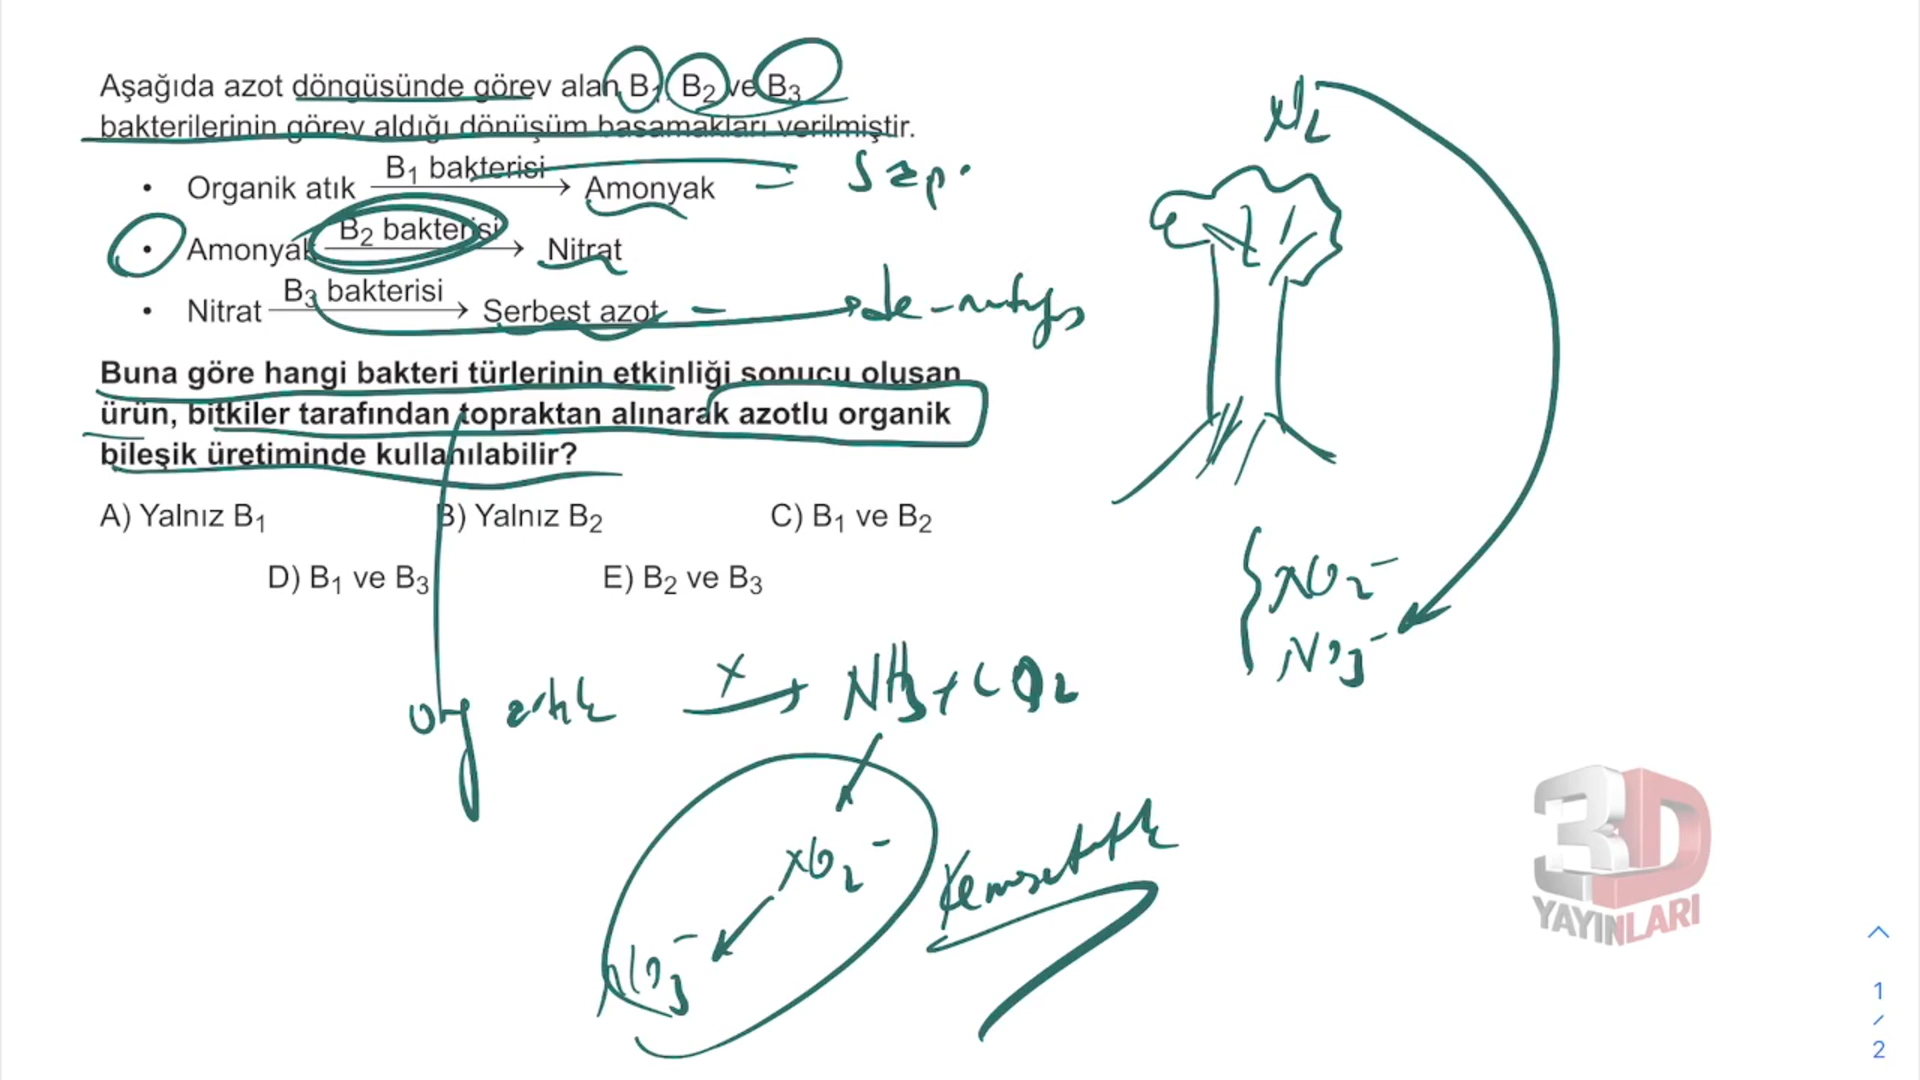 Aşağıda azot döngüsünde görev alan B1, B2 ve B3
bakterilerinin görev aldığı dönüşüm basamakları verilmiştir.
• Organik atık B1 bakterisi → Amonyak =
• Amonyak B2 bakterisi → Nitrat
• Nitrat B3 bakterisi → Serbest azot
Buna göre hangi bakteri türlerinin etkinliği sonucu oluşan
ürün, bitkiler tarafından topraktan alınarak azotlu organik
bileşik üretiminde kullanılabilir?
A) Yalnız B1 B) Yalnız B2 C) B1 ve B2
D) B1 ve B3 E) B2 ve B3
N2
NO2-
NO3-
org atık x → NH3 + CO2
NO2-
NO3-
3D
YAYINLARI
1
/
2